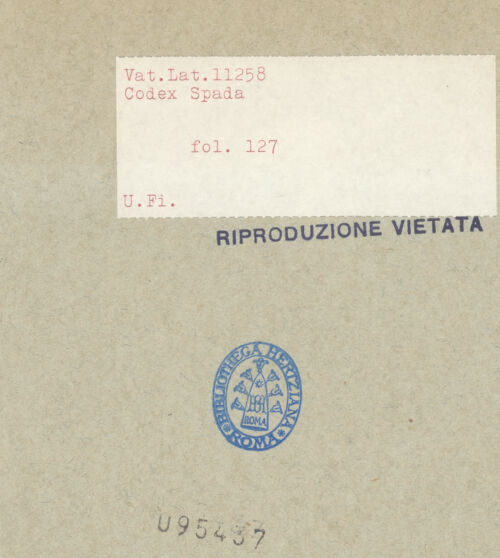 Vat.Lat.11258
Codex Spada
fol. 127
U.Fi.
RIPRODUZIONE VIETATA
BIBLIOTHECA HERTZIANA
ROMA
ROMA
U95437